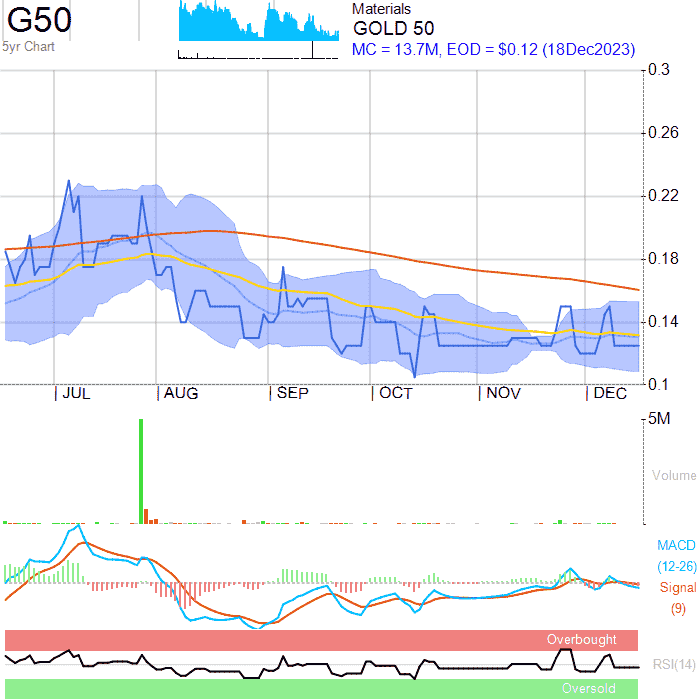 G50
5yr Chart
Materials
GOLD 50
MC = 13.7M, EOD = $0.12 (18Dec2023)
0.3
0.26
0.22
0.18
0.14
0.1
JUL AUG SEP OCT NOV DEC
5M
Volume
MACD
(12-26)
Signal
(9)
Overbought
RSI(14)
Oversold